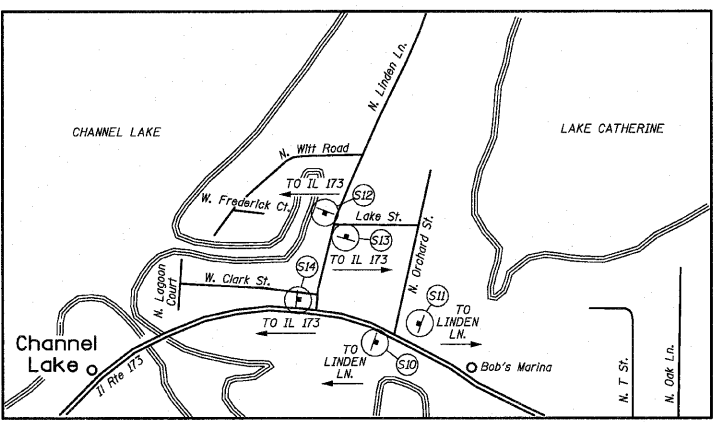 N. Linden Ln.
CHANNEL LAKE
LAKE CATHERINE
N. Witt Road
TO IL 173
S12
W. Frederick Ct.
Lake St.
S13
TO IL 173
N. Orchard St.
S14
W. Clark St.
N. Lagoon
Court
TO IL 173
S11
TO
LINDEN
LN.
Channel
Lake
Il Rte 173
TO
LINDEN
LN.
S10
Bob's Marina
N. T St.
N. Oak Ln.